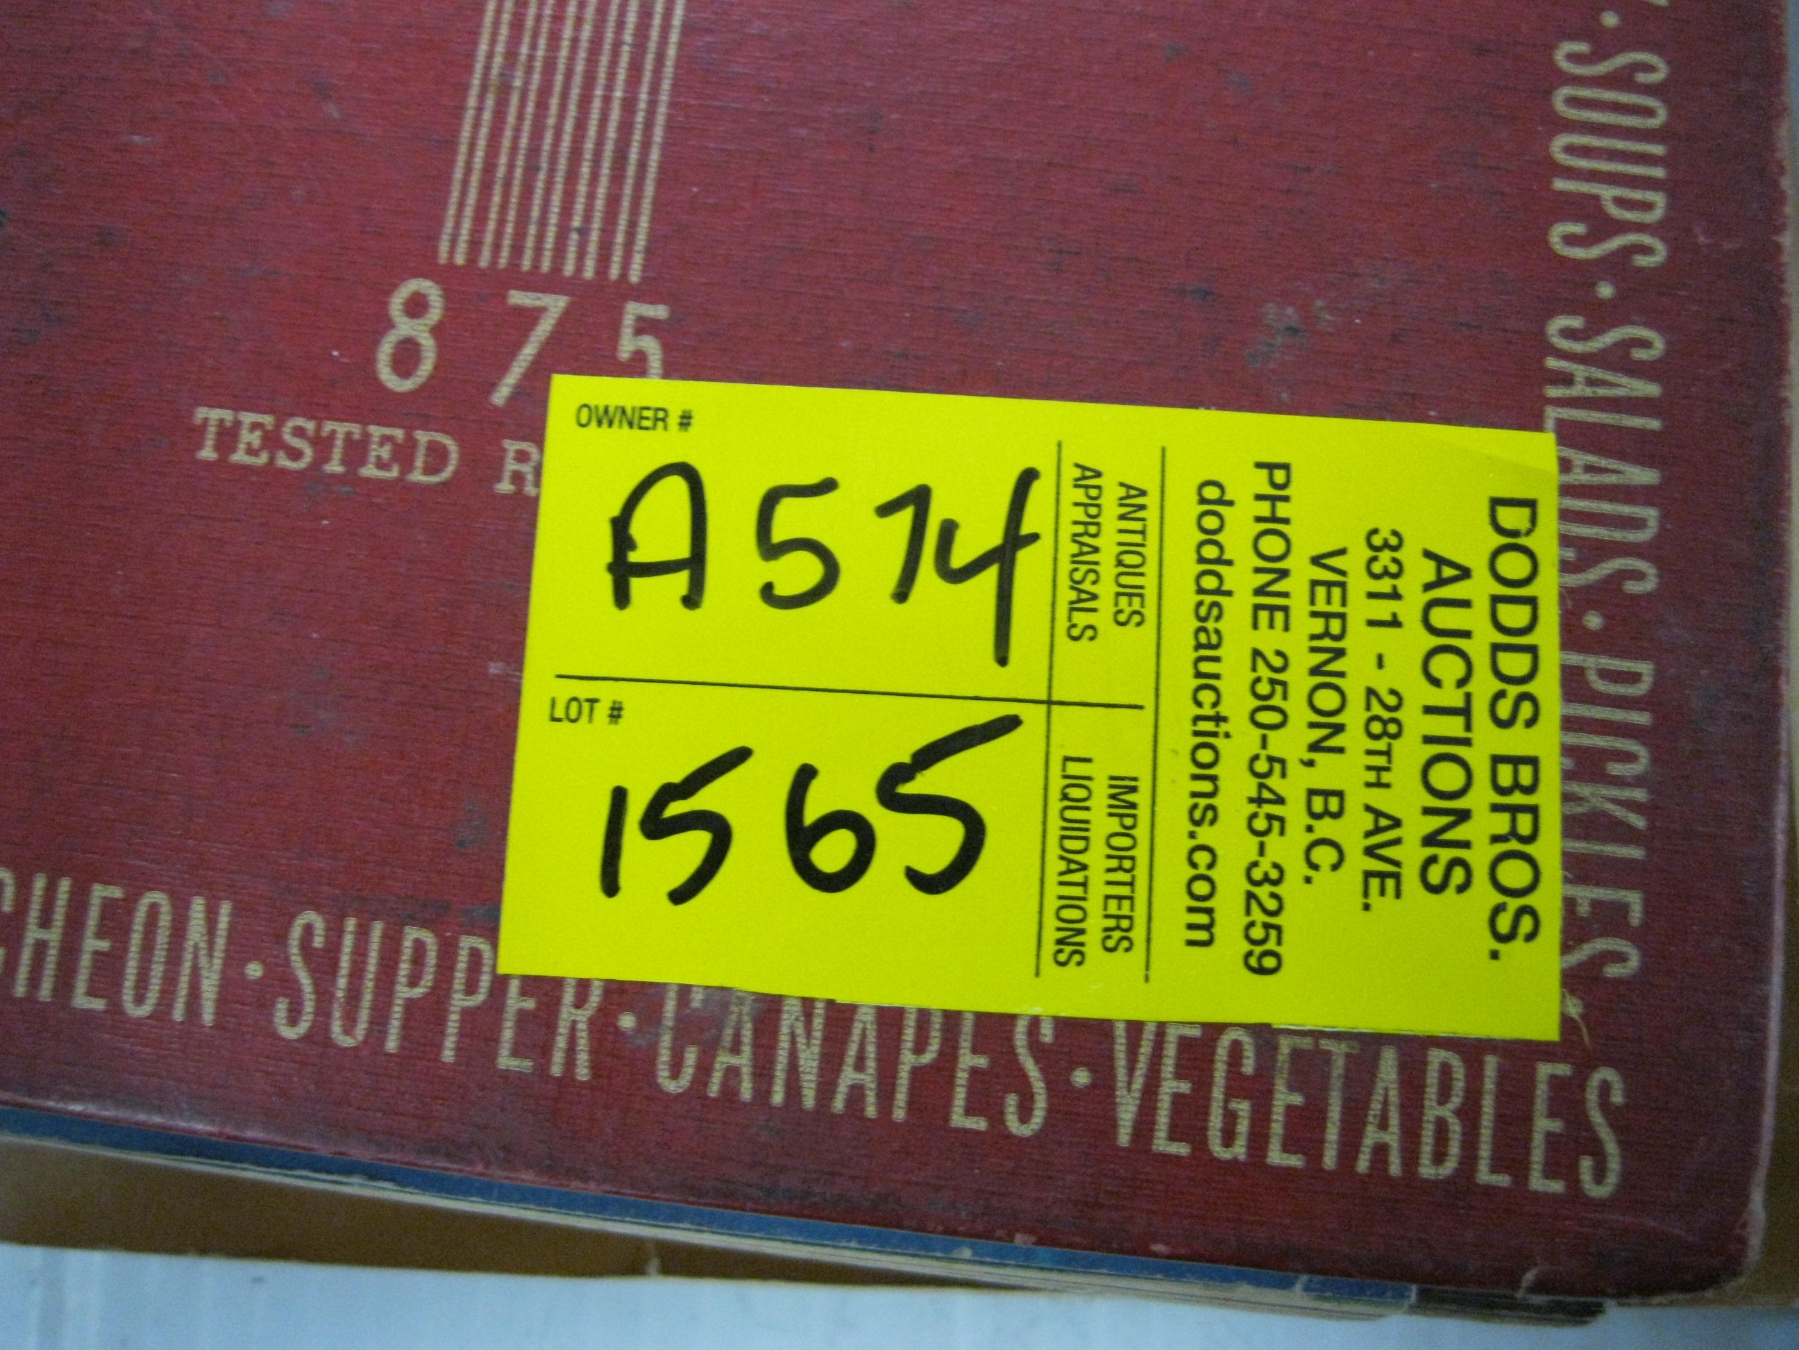 875
TESTED R
OWNER #
A574
LOT #
1565
ANTIQUES
APPRAISALS
IMPORTERS
LIQUIDATIONS
DODDS BROS.
AUCTIONS
3311 - 28TH AVE.
VERNON, B.C.
PHONE 250-545-3259
doddsauctions.com
· SOUPS · SALADS · PICKLES ·
CHEON · SUPPER · CANAPES · VEGETABLES